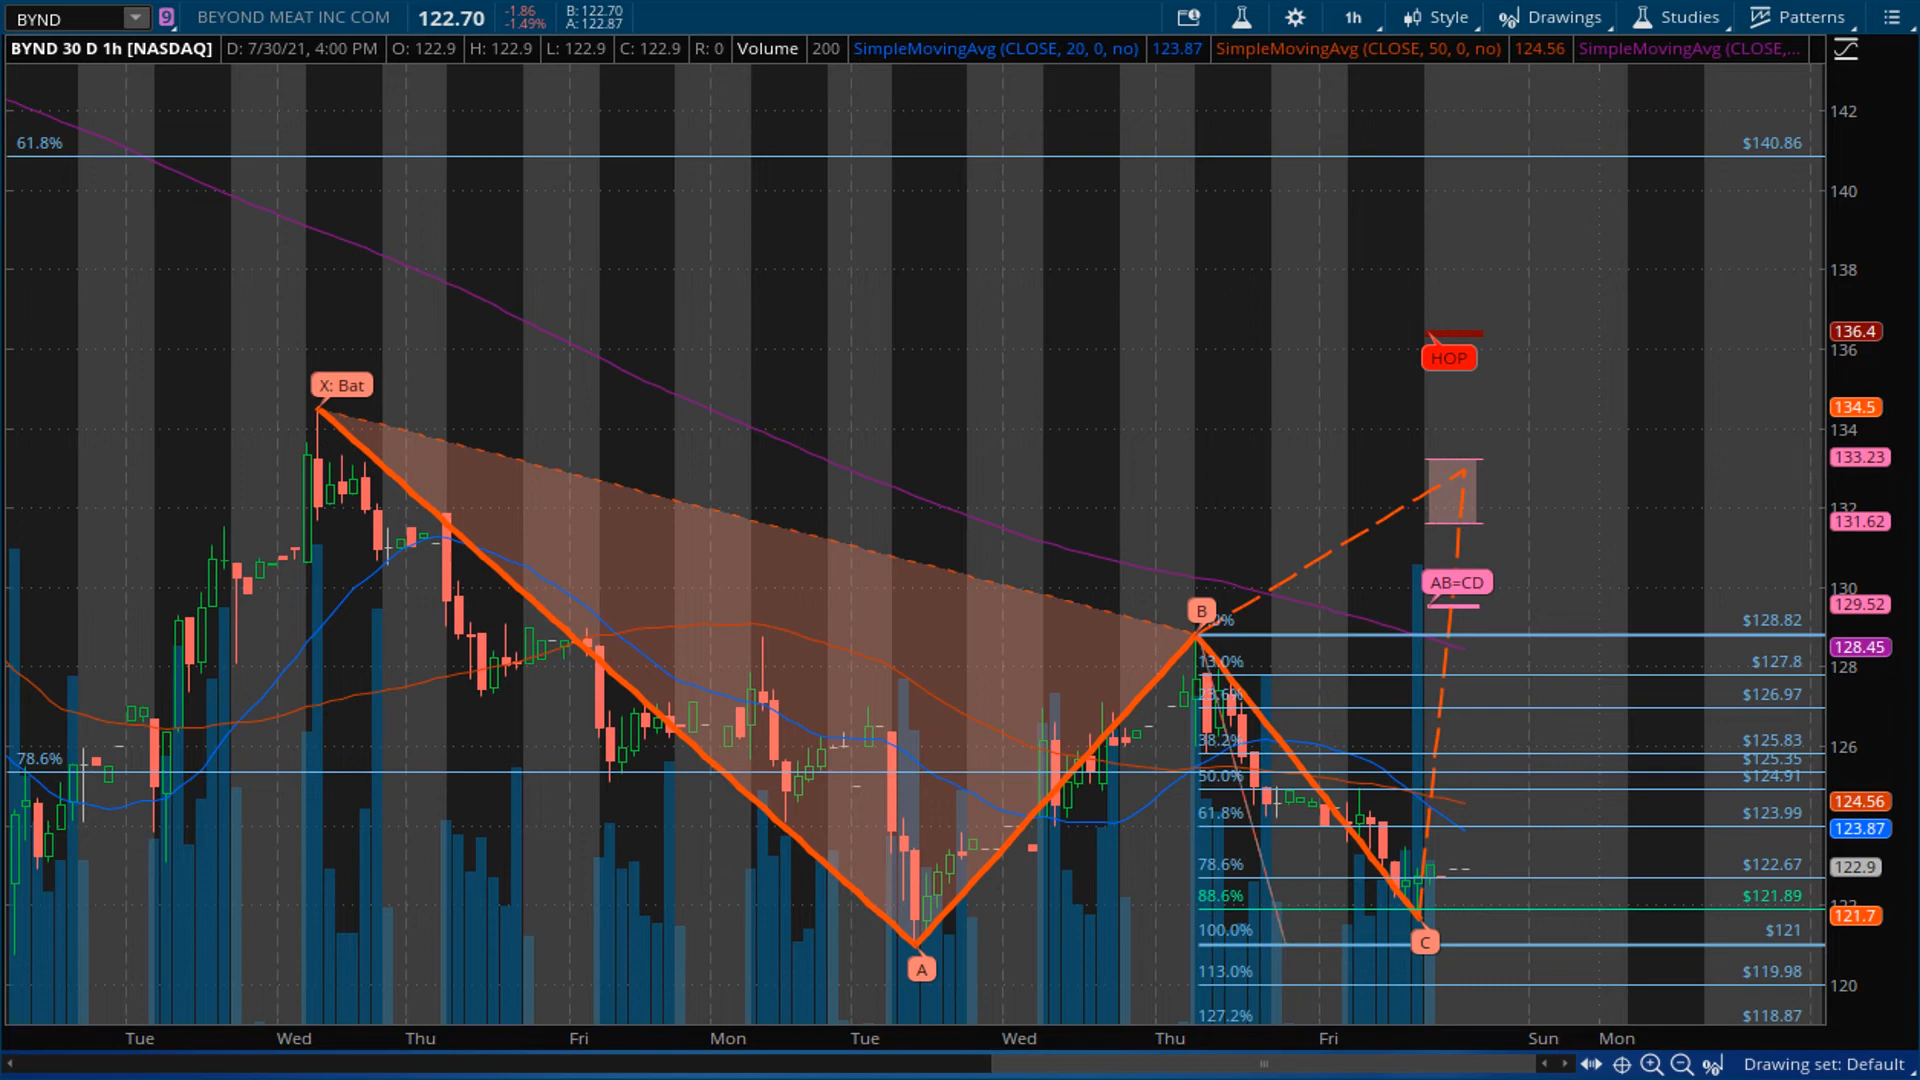 BYND
9
BEYOND MEAT INC COM
122.70
-1.86
-1.49%
B: 122.70
A: 122.87
1h
Style
Drawings
Studies
Patterns
BYND 30 D 1h [NASDAQ]
D: 7/30/21, 4:00 PM
O: 122.9
H: 122.9
L: 122.9
C: 122.9
R: 0
Volume
200
SimpleMovingAvg (CLOSE, 20, 0, no)
123.87
SimpleMovingAvg (CLOSE, 50, 0, no)
124.56
SimpleMovingAvg (CLOSE,...
142
61.8%
$140.86
140
138
136.4
HOP
136
X: Bat
134.5
134
133.23
132
131.62
130
AB=CD
129.52
B
$128.82
128.45
128
13.0%
$127.8
23.6%
$126.97
38.2%
$125.83
126
78.6%
$125.35
50.0%
$124.91
124.56
61.8%
$123.99
123.87
78.6%
$122.67
122.9
88.6%
$121.89
121.7
100.0%
$121
C
A
113.0%
$119.98
120
127.2%
$118.87
Tue
Wed
Thu
Fri
Mon
Tue
Wed
Thu
Fri
Sun
Mon
Drawing set: Default